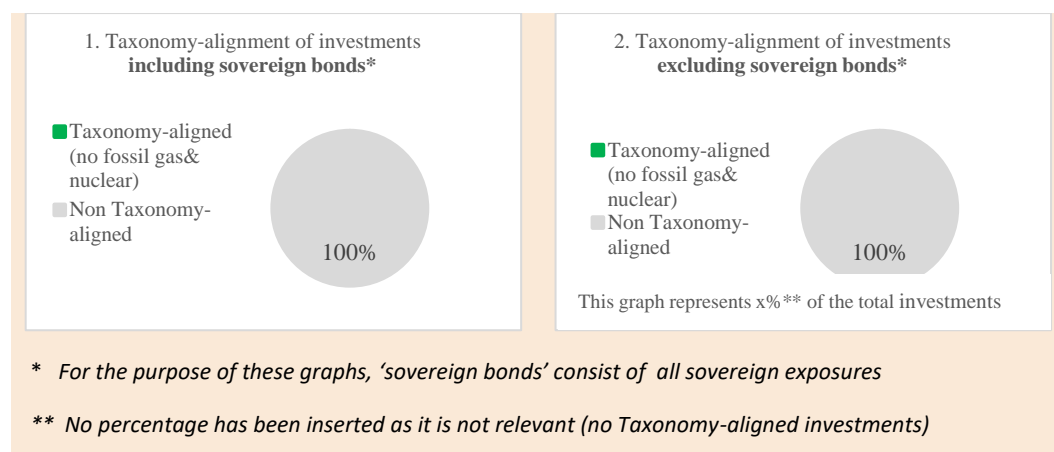 1. Taxonomy-alignment of investments
including sovereign bonds*
Taxonomy-aligned
(no fossil gas&
nuclear)
Non Taxonomy-
aligned
100%
2. Taxonomy-alignment of investments
excluding sovereign bonds*
Taxonomy-aligned
(no fossil gas&
nuclear)
Non Taxonomy-
aligned
100%
This graph represents x%** of the total investments
* For the purpose of these graphs, ‘sovereign bonds’ consist of all sovereign exposures
** No percentage has been inserted as it is not relevant (no Taxonomy-aligned investments)